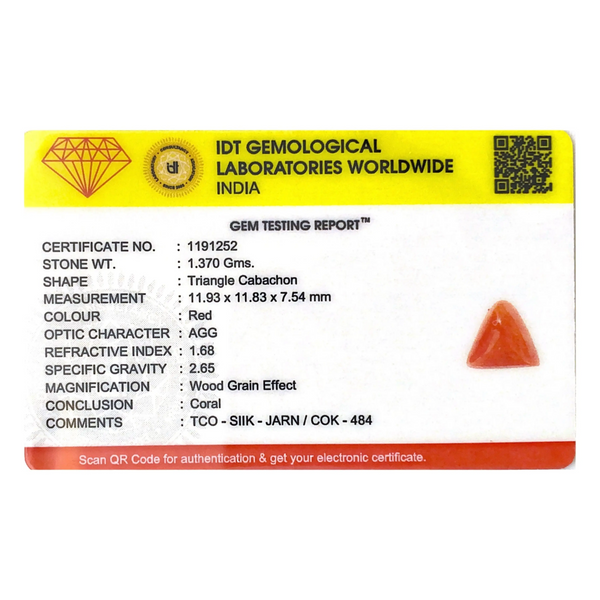 IDT GEMOLOGICAL
LABORATORIES WORLDWIDE
INDIA
GEM TESTING REPORT™
CERTIFICATE NO. : 1191252
STONE WT. : 1.370 Gms.
SHAPE : Triangle Cabachon
MEASUREMENT : 11.93 x 11.83 x 7.54 mm
COLOUR : Red
OPTIC CHARACTER : AGG
REFRACTIVE INDEX : 1.68
SPECIFIC GRAVITY : 2.65
MAGNIFICATION : Wood Grain Effect
CONCLUSION : Coral
COMMENTS : TCO - SIIK - JARN / COK - 484
Scan QR Code for authentication & get your electronic certificate.